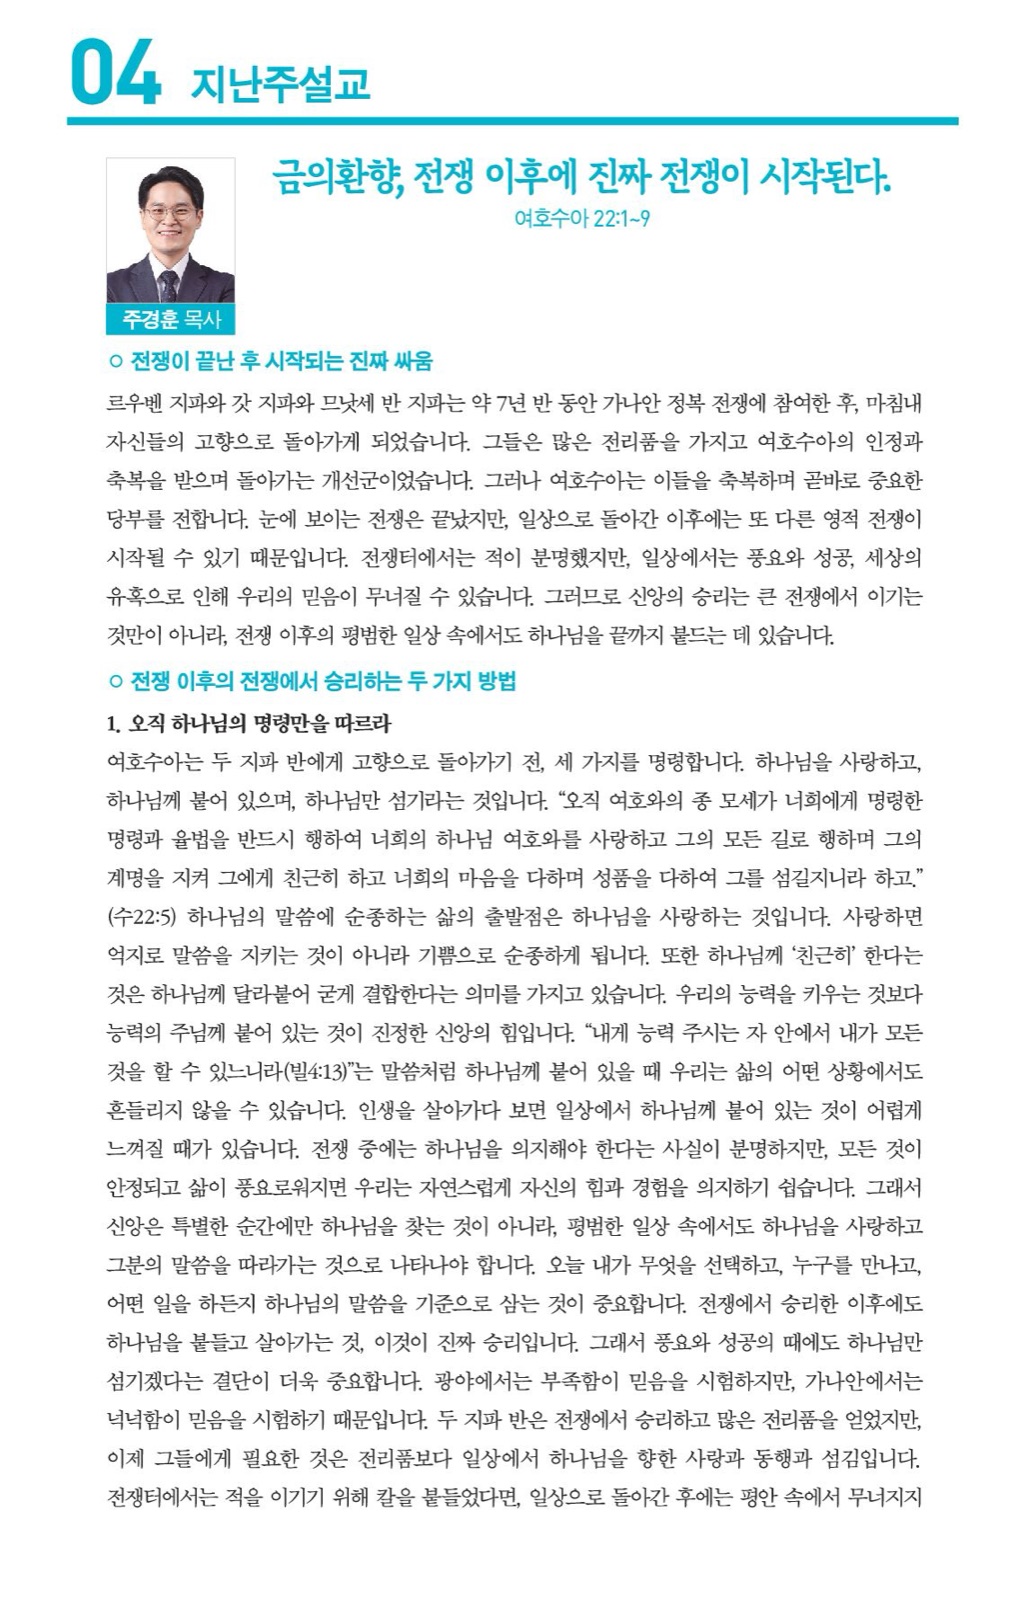 04 지난주설교
금의환향, 전쟁 이후에 진짜 전쟁이 시작된다.
여호수아 22:1~9
주경훈 목사
○ 전쟁이 끝난 후 시작되는 진짜 싸움
르우벤 지파와 갓 지파와 므낫세 반 지파는 약 7년 반 동안 가나안 정복 전쟁에 참여한 후, 마침내
자신들의 고향으로 돌아가게 되었습니다. 그들은 많은 전리품을 가지고 여호수아의 인정과
축복을 받으며 돌아가는 개선군이었습니다. 그러나 여호수아는 이들을 축복하며 곧바로 중요한
당부를 전합니다. 눈에 보이는 전쟁은 끝났지만, 일상으로 돌아간 이후에는 또 다른 영적 전쟁이
시작될 수 있기 때문입니다. 전쟁터에서는 적이 분명했지만, 일상에서는 풍요와 성공, 세상의
유혹으로 인해 우리의 믿음이 무너질 수 있습니다. 그러므로 신앙의 승리는 큰 전쟁에서 이기는
것만이 아니라, 전쟁 이후의 평범한 일상 속에서도 하나님을 끝까지 붙드는 데 있습니다.
○ 전쟁 이후의 전쟁에서 승리하는 두 가지 방법
1. 오직 하나님의 명령만을 따르라
여호수아는 두 지파 반에게 고향으로 돌아가기 전, 세 가지를 명령합니다. 하나님을 사랑하고,
하나님께 붙어 있으며, 하나님만 섬기라는 것입니다. “오직 여호와의 종 모세가 너희에게 명령한
명령과 율법을 반드시 행하여 너희의 하나님 여호와를 사랑하고 그의 모든 길로 행하며 그의
계명을 지켜 그에게 친근히 하고 너희의 마음을 다하며 성품을 다하여 그를 섬길지니라 하고.”
(수22:5) 하나님의 말씀에 순종하는 삶의 출발점은 하나님을 사랑하는 것입니다. 사랑하면
억지로 말씀을 지키는 것이 아니라 기쁨으로 순종하게 됩니다. 또한 하나님께 ‘친근히’ 한다는
것은 하나님께 달라붙어 굳게 결합한다는 의미를 가지고 있습니다. 우리의 능력을 키우는 것보다
능력의 주님께 붙어 있는 것이 진정한 신앙의 힘입니다. “내게 능력 주시는 자 안에서 내가 모든
것을 할 수 있느니라(빌4:13)”는 말씀처럼 하나님께 붙어 있을 때 우리는 삶의 어떤 상황에서도
흔들리지 않을 수 있습니다. 인생을 살아가다 보면 일상에서 하나님께 붙어 있는 것이 어렵게
느껴질 때가 있습니다. 전쟁 중에는 하나님을 의지해야 한다는 사실이 분명하지만, 모든 것이
안정되고 삶이 풍요로워지면 우리는 자연스럽게 자신의 힘과 경험을 의지하기 쉽습니다. 그래서
신앙은 특별한 순간에만 하나님을 찾는 것이 아니라, 평범한 일상 속에서도 하나님을 사랑하고
그분의 말씀을 따라가는 것으로 나타나야 합니다. 오늘 내가 무엇을 선택하고, 누구를 만나고,
어떤 일을 하든지 하나님의 말씀을 기준으로 삼는 것이 중요합니다. 전쟁에서 승리한 이후에도
하나님을 붙들고 살아가는 것, 이것이 진짜 승리입니다. 그래서 풍요와 성공의 때에도 하나님만
섬기겠다는 결단이 더욱 중요합니다. 광야에서는 부족함이 믿음을 시험하지만, 가나안에서는
넉넉함이 믿음을 시험하기 때문입니다. 두 지파 반은 전쟁에서 승리하고 많은 전리품을 얻었지만,
이제 그들에게 필요한 것은 전리품보다 일상에서 하나님을 향한 사랑과 동행과 섬김입니다.
전쟁터에서는 적을 이기기 위해 칼을 붙들었다면, 일상으로 돌아간 후에는 평안 속에서 무너지지